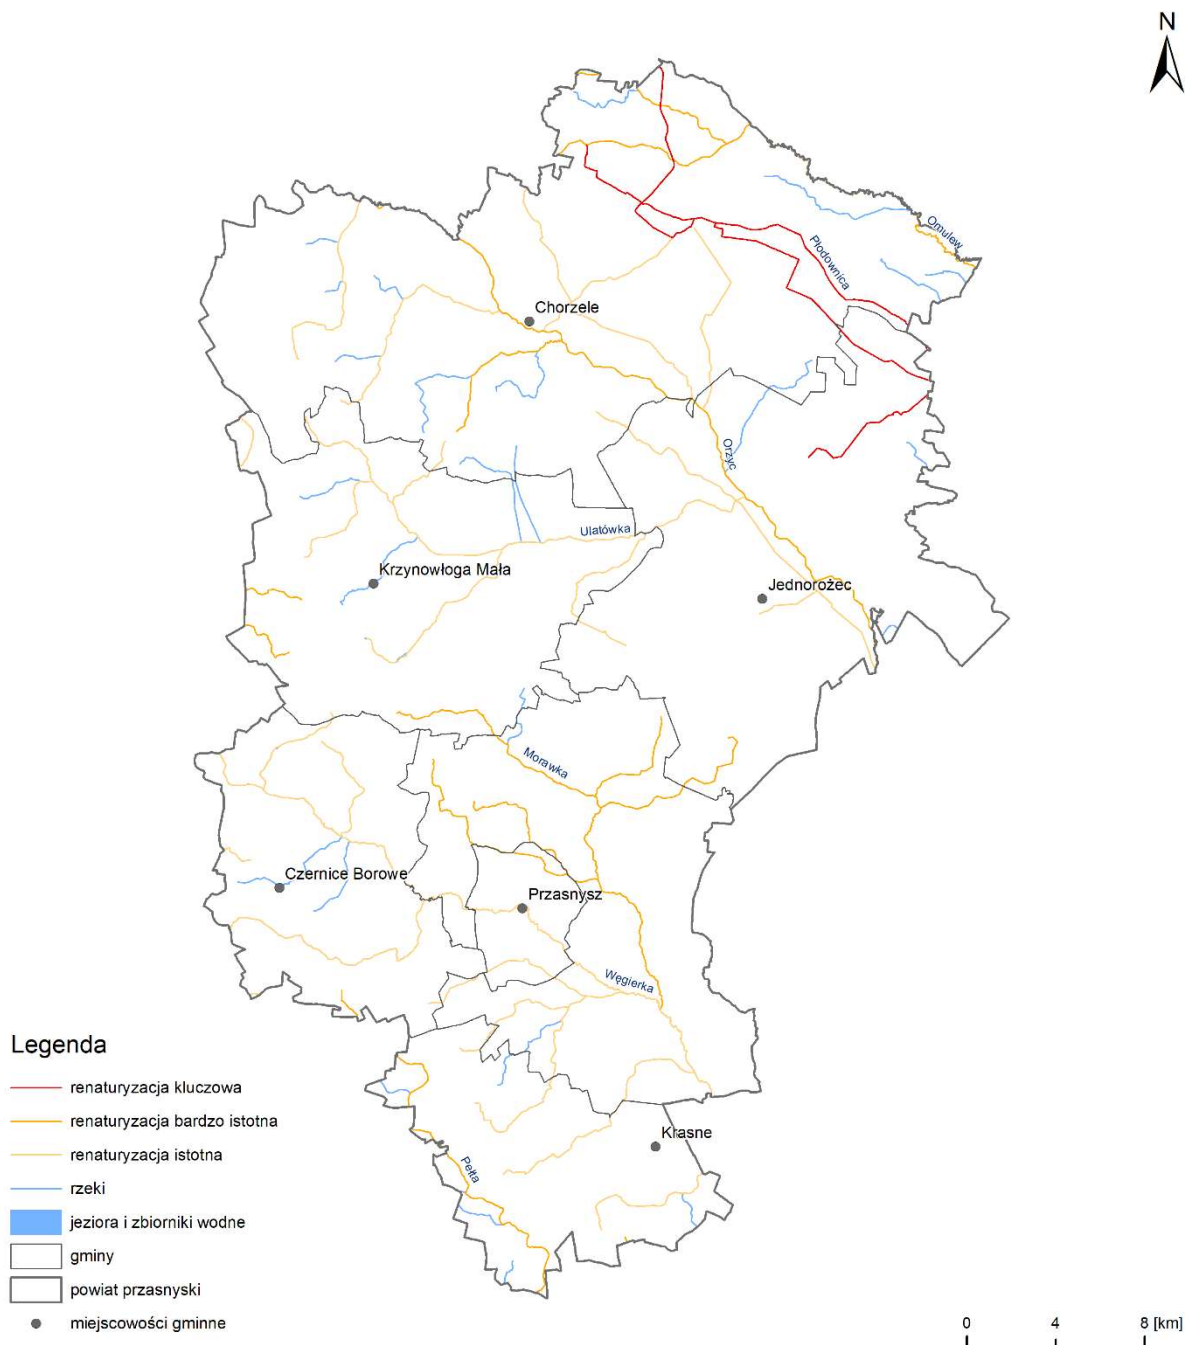 N
Omulew
Płodownica
Chorzele
Orzyc
Ulatówka
Krzynowłoga Mała
Jednorożec
Morawka
Czernice Borowe
Przasnysz
Węgierka
Legenda
renaturyzacja kluczowa
renaturyzacja bardzo istotna
renaturyzacja istotna
rzeki
jeziora i zbiorniki wodne
gminy
powiat przasnyski
miejscowości gminne
Krasne
Pełta
0 4 8 [km]